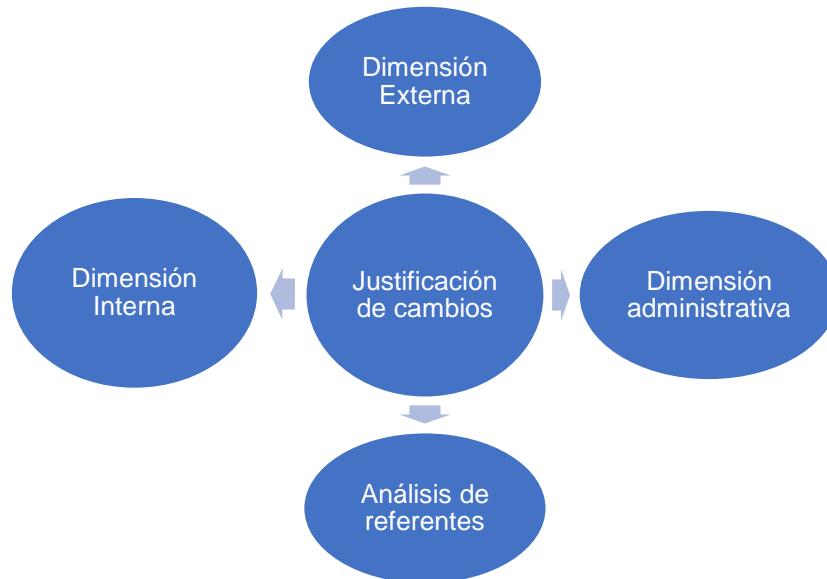 Dimensión
Externa
Dimensión
Interna
Justificación
de cambios
Dimensión
administrativa
Análisis de
referentes